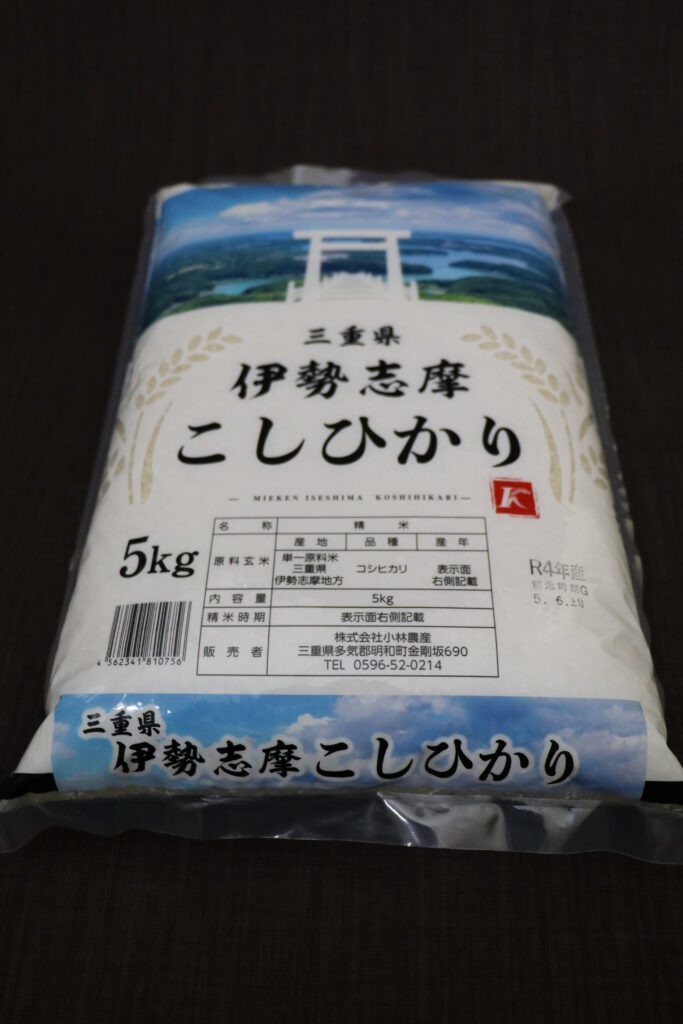 三重県
伊勢志摩
こしひかり
MIEKEN ISESHIMA KOSHIHIKARI
K
5kg
名称 精米
原料玄米 産地 品種 産年
単一原料米
三重県 コシヒカリ 表示面
伊勢志摩地方 右側記載
内容量 5kg
精米時期 表示面右側記載
販売者 株式会社小林農産
三重県多気郡明和町金剛坂690
TEL 0596-52-0214
R4年産
5. 6.上旬
4 562341 810756
三重県
伊勢志摩こしひかり